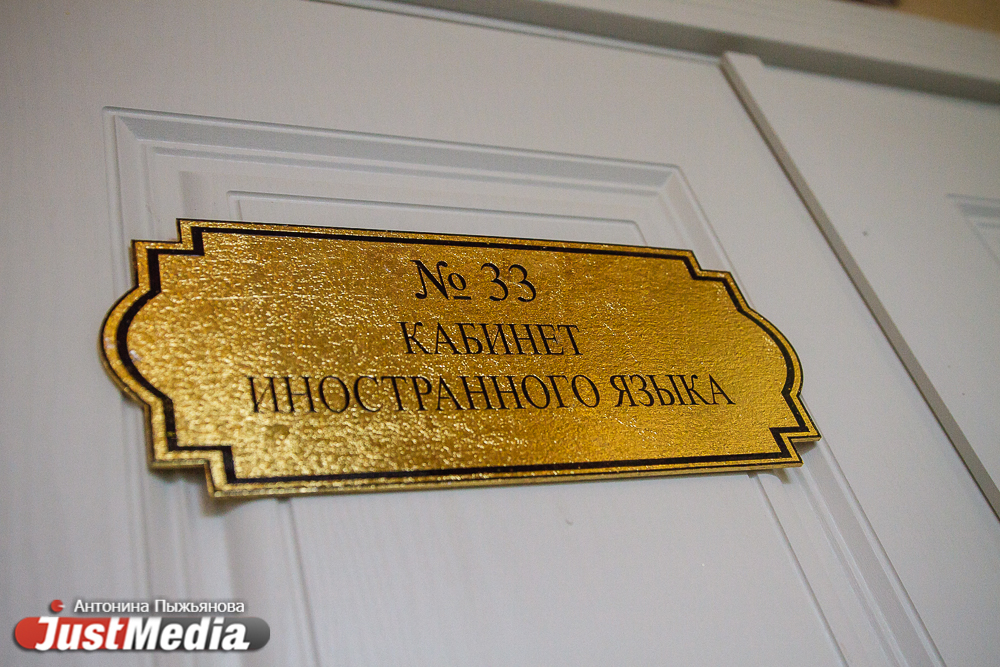 № 33
КАБИНЕТ
ИНОСТРАННОГО ЯЗЫКА
Антонина Пыжьянова
JustMedia